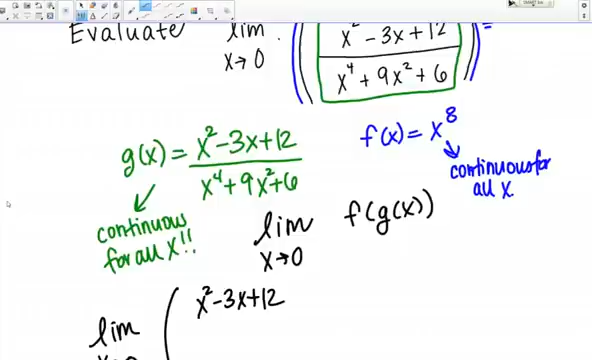 Evaluate lim x→0 ((x² - 3x + 12 / x⁴ + 9x² + 6))
g(x) = x² - 3x + 12 / x⁴ + 9x² + 6
f(x) = x⁸
continuous for
all x
continuous
for all x!!
lim x→0 f(g(x))
lim (x² - 3x + 12